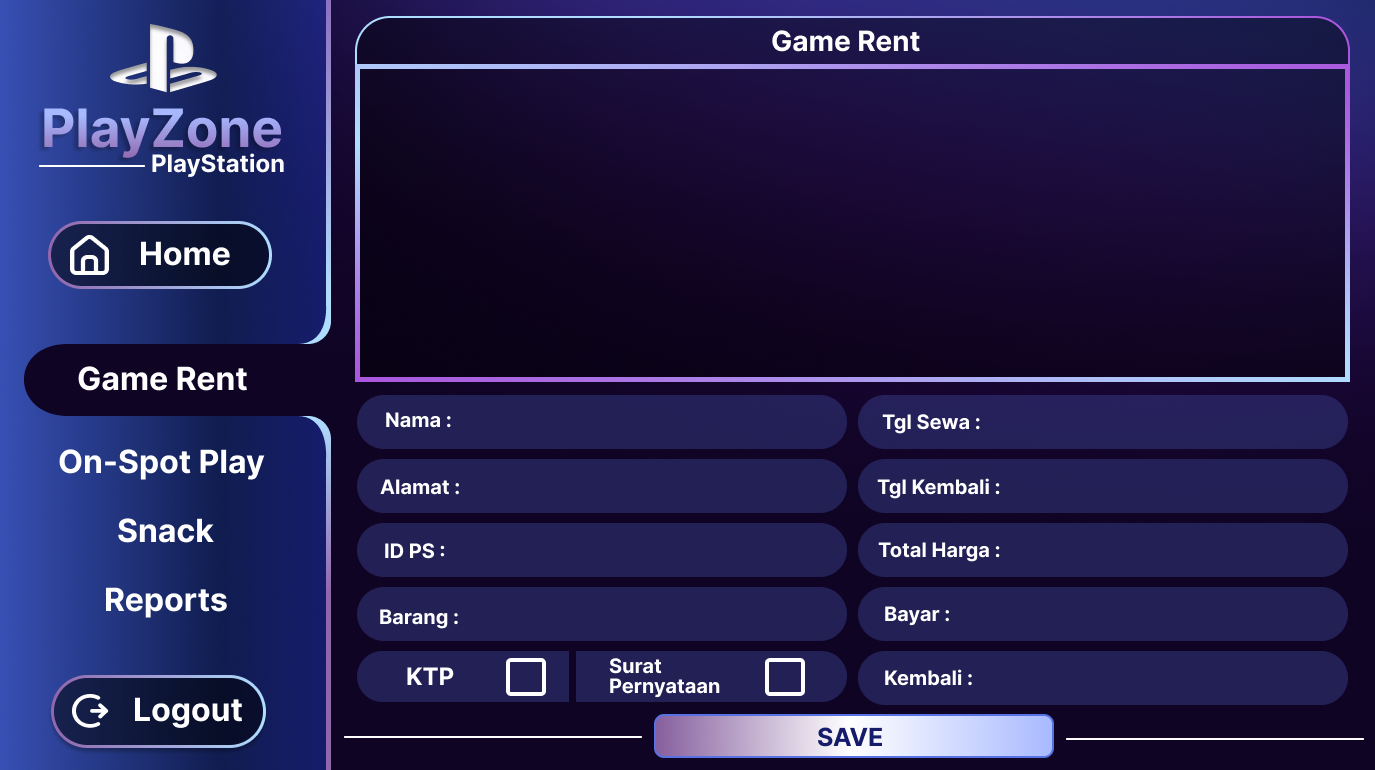 PlayZone
PlayStation
Home
Game Rent
On-Spot Play
Snack
Reports
Logout
Game Rent
Nama :
Tgl Sewa :
Alamat :
Tgl Kembali :
ID PS :
Total Harga :
Barang :
Bayar :
KTP
Surat
Pernyataan
Kembali :
SAVE